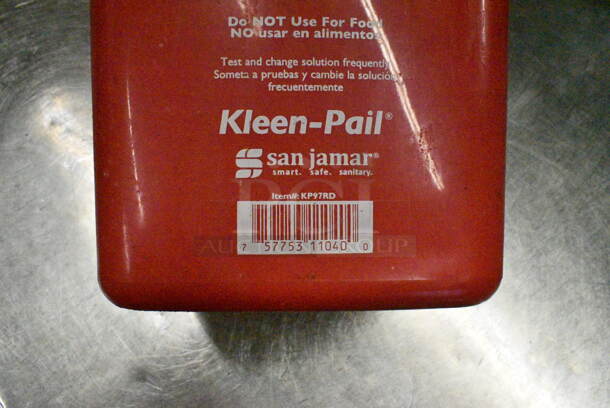 Do NOT Use For Food
NO usar en alimentos
Test and change solution frequently
Someta a pruebas y cambie la solución
frecuentemente
Kleen-Pail®
san jamar®
smart. safe. sanitary.
Item#: KP97RD
7 57753 11040 0